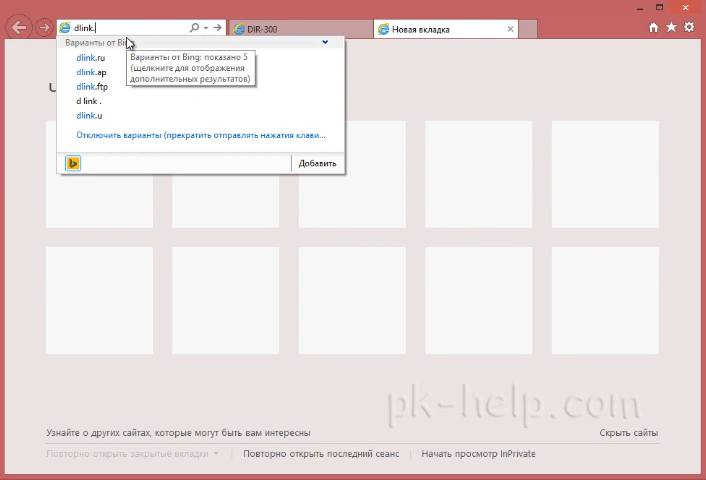 dlink.
DIR-300
Новая вкладка
Варианты от Bing
dlink.ru
dlink.ap
dlink.ftp
d link .
dlink.u
Варианты от Bing: показано 5
(щелкните для отображения
дополнительных результатов)
Отключить варианты (прекратить отправлять нажатия клави...
Добавить
pk-help.com
Узнайте о других сайтах, которые могут быть вам интересны
Скрыть сайты
Повторно открыть закрытые вкладки
Повторно открыть последний сеанс
Начать просмотр InPrivate